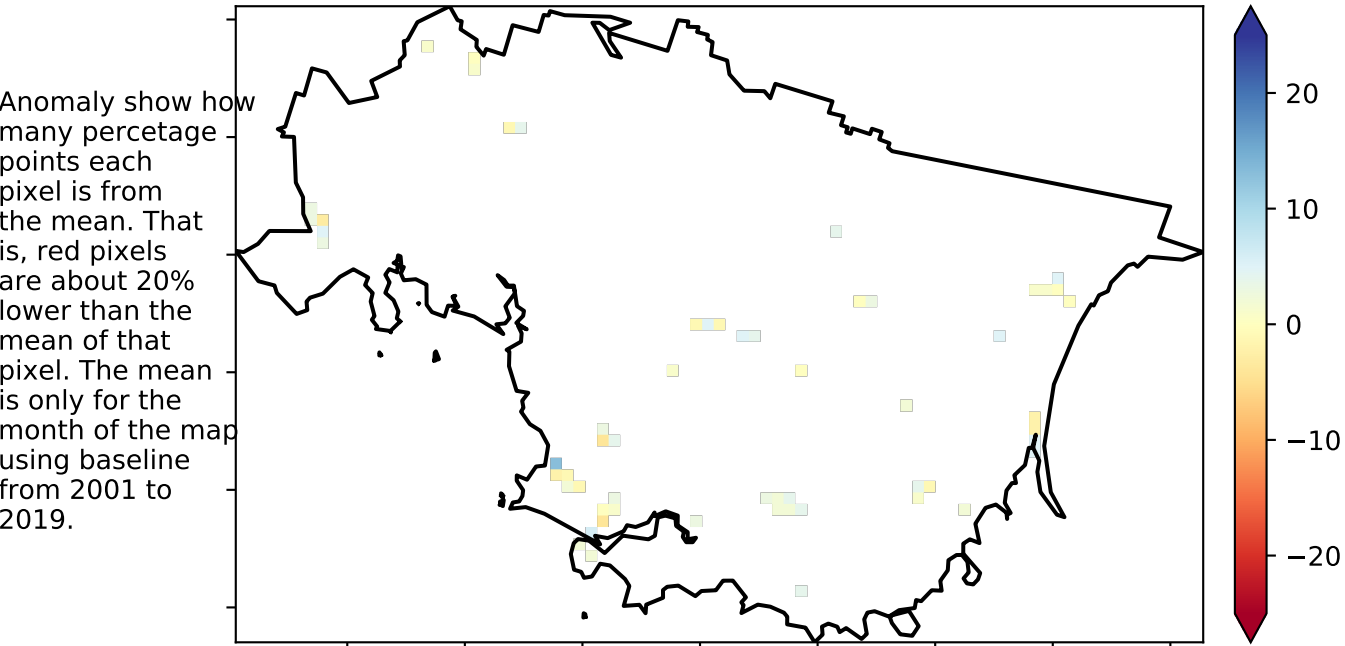 Anomaly show how
many percetage
points each
pixel is from
the mean. That
is, red pixels
are about 20%
lower than the
mean of that
pixel. The mean
is only for the
month of the map
using baseline
from 2001 to
2019.
20
10
0
−10
−20